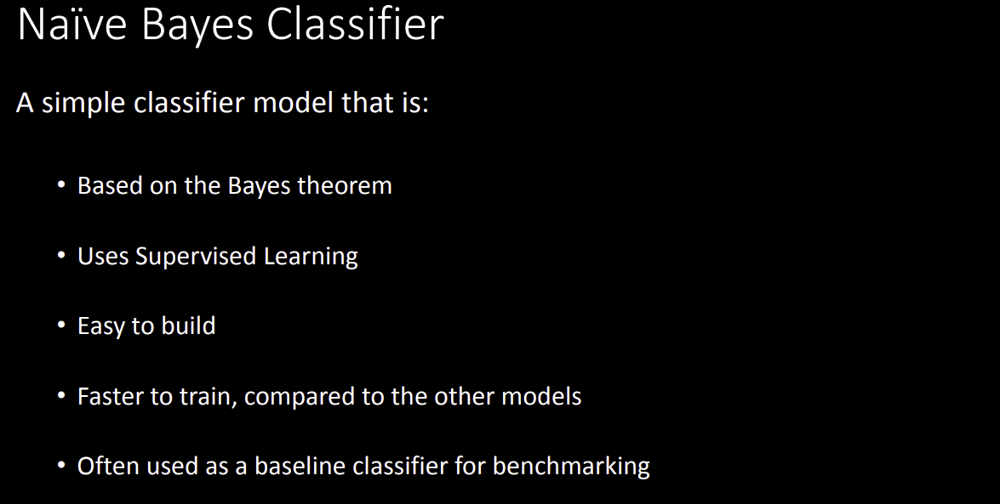 Naïve Bayes Classifier
A simple classifier model that is:
• Based on the Bayes theorem
• Uses Supervised Learning
• Easy to build
• Faster to train, compared to the other models
• Often used as a baseline classifier for benchmarking